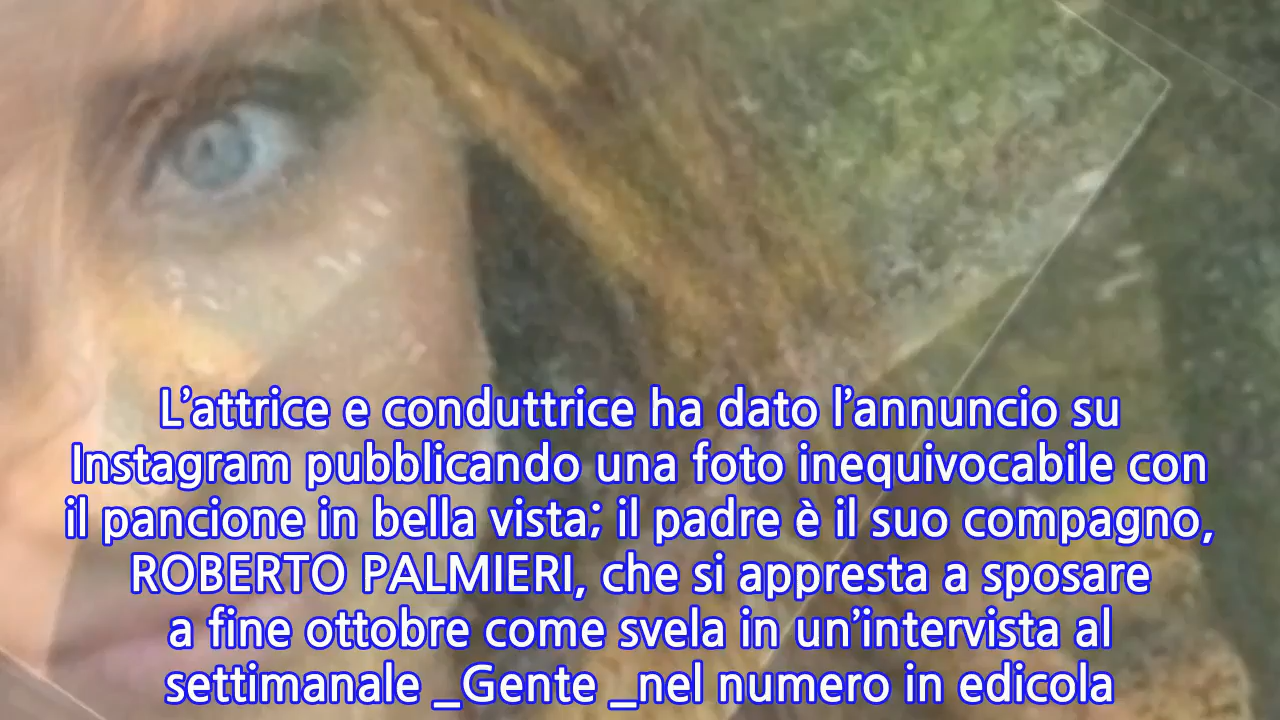 L’attrice e conduttrice ha dato l’annuncio su
Instagram pubblicando una foto inequivocabile con
il pancione in bella vista; il padre è il suo compagno,
ROBERTO PALMIERI, che si appresta a sposare
a fine ottobre come svela in un’intervista al
settimanale _Gente _nel numero in edicola